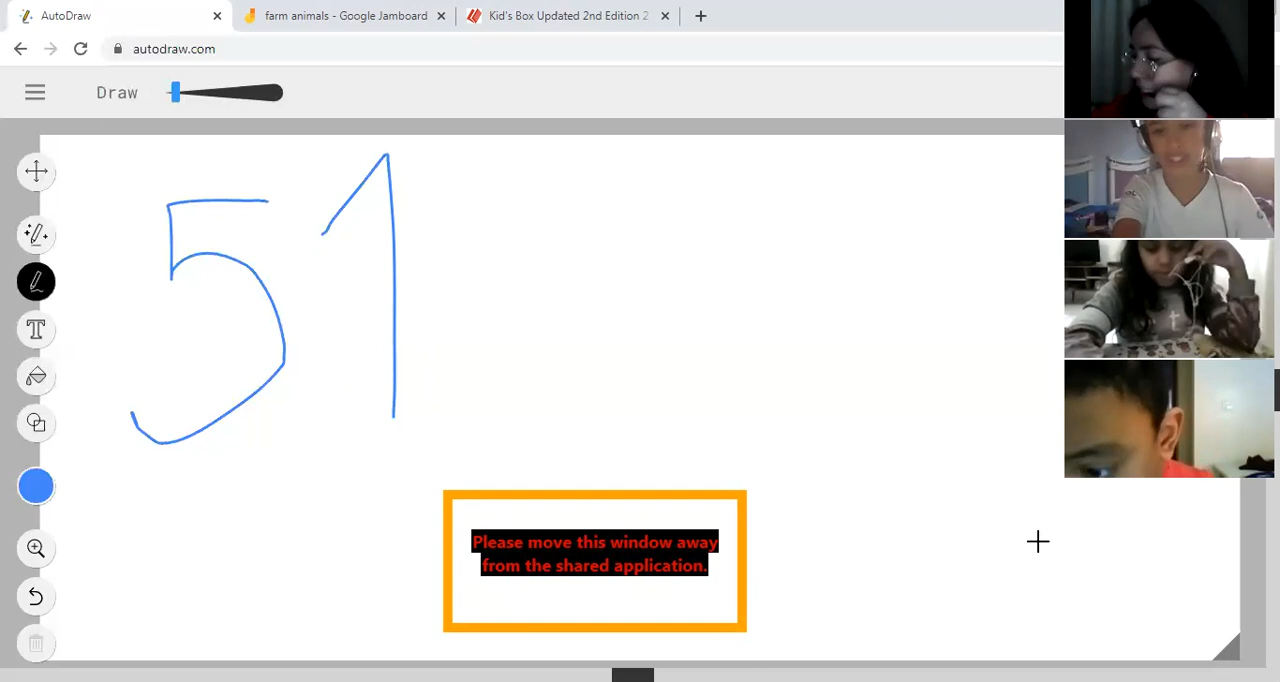 AutoDraw
farm animals - Google Jamboard
Kid's Box Updated 2nd Edition 2
autodraw.com
Draw
51
Please move this window away
from the shared application.